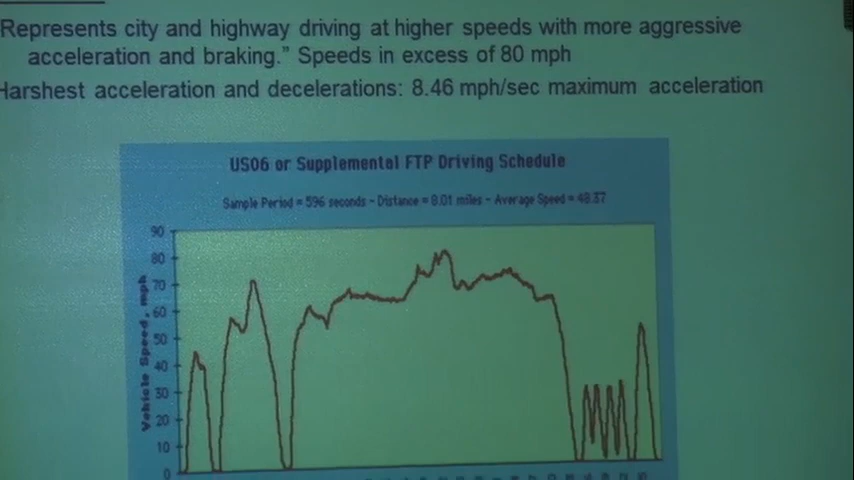 Represents city and highway driving at higher speeds with more aggressive
acceleration and braking.” Speeds in excess of 80 mph
Harshest acceleration and decelerations: 8.46 mph/sec maximum acceleration
US06 or Supplemental FTP Driving Schedule
Sample Period = 596 seconds - Distance = 8.01 miles - Average Speed = 48.37
90
80
70
60
50
40
30
20
10
0
Vehicle Speed, mph